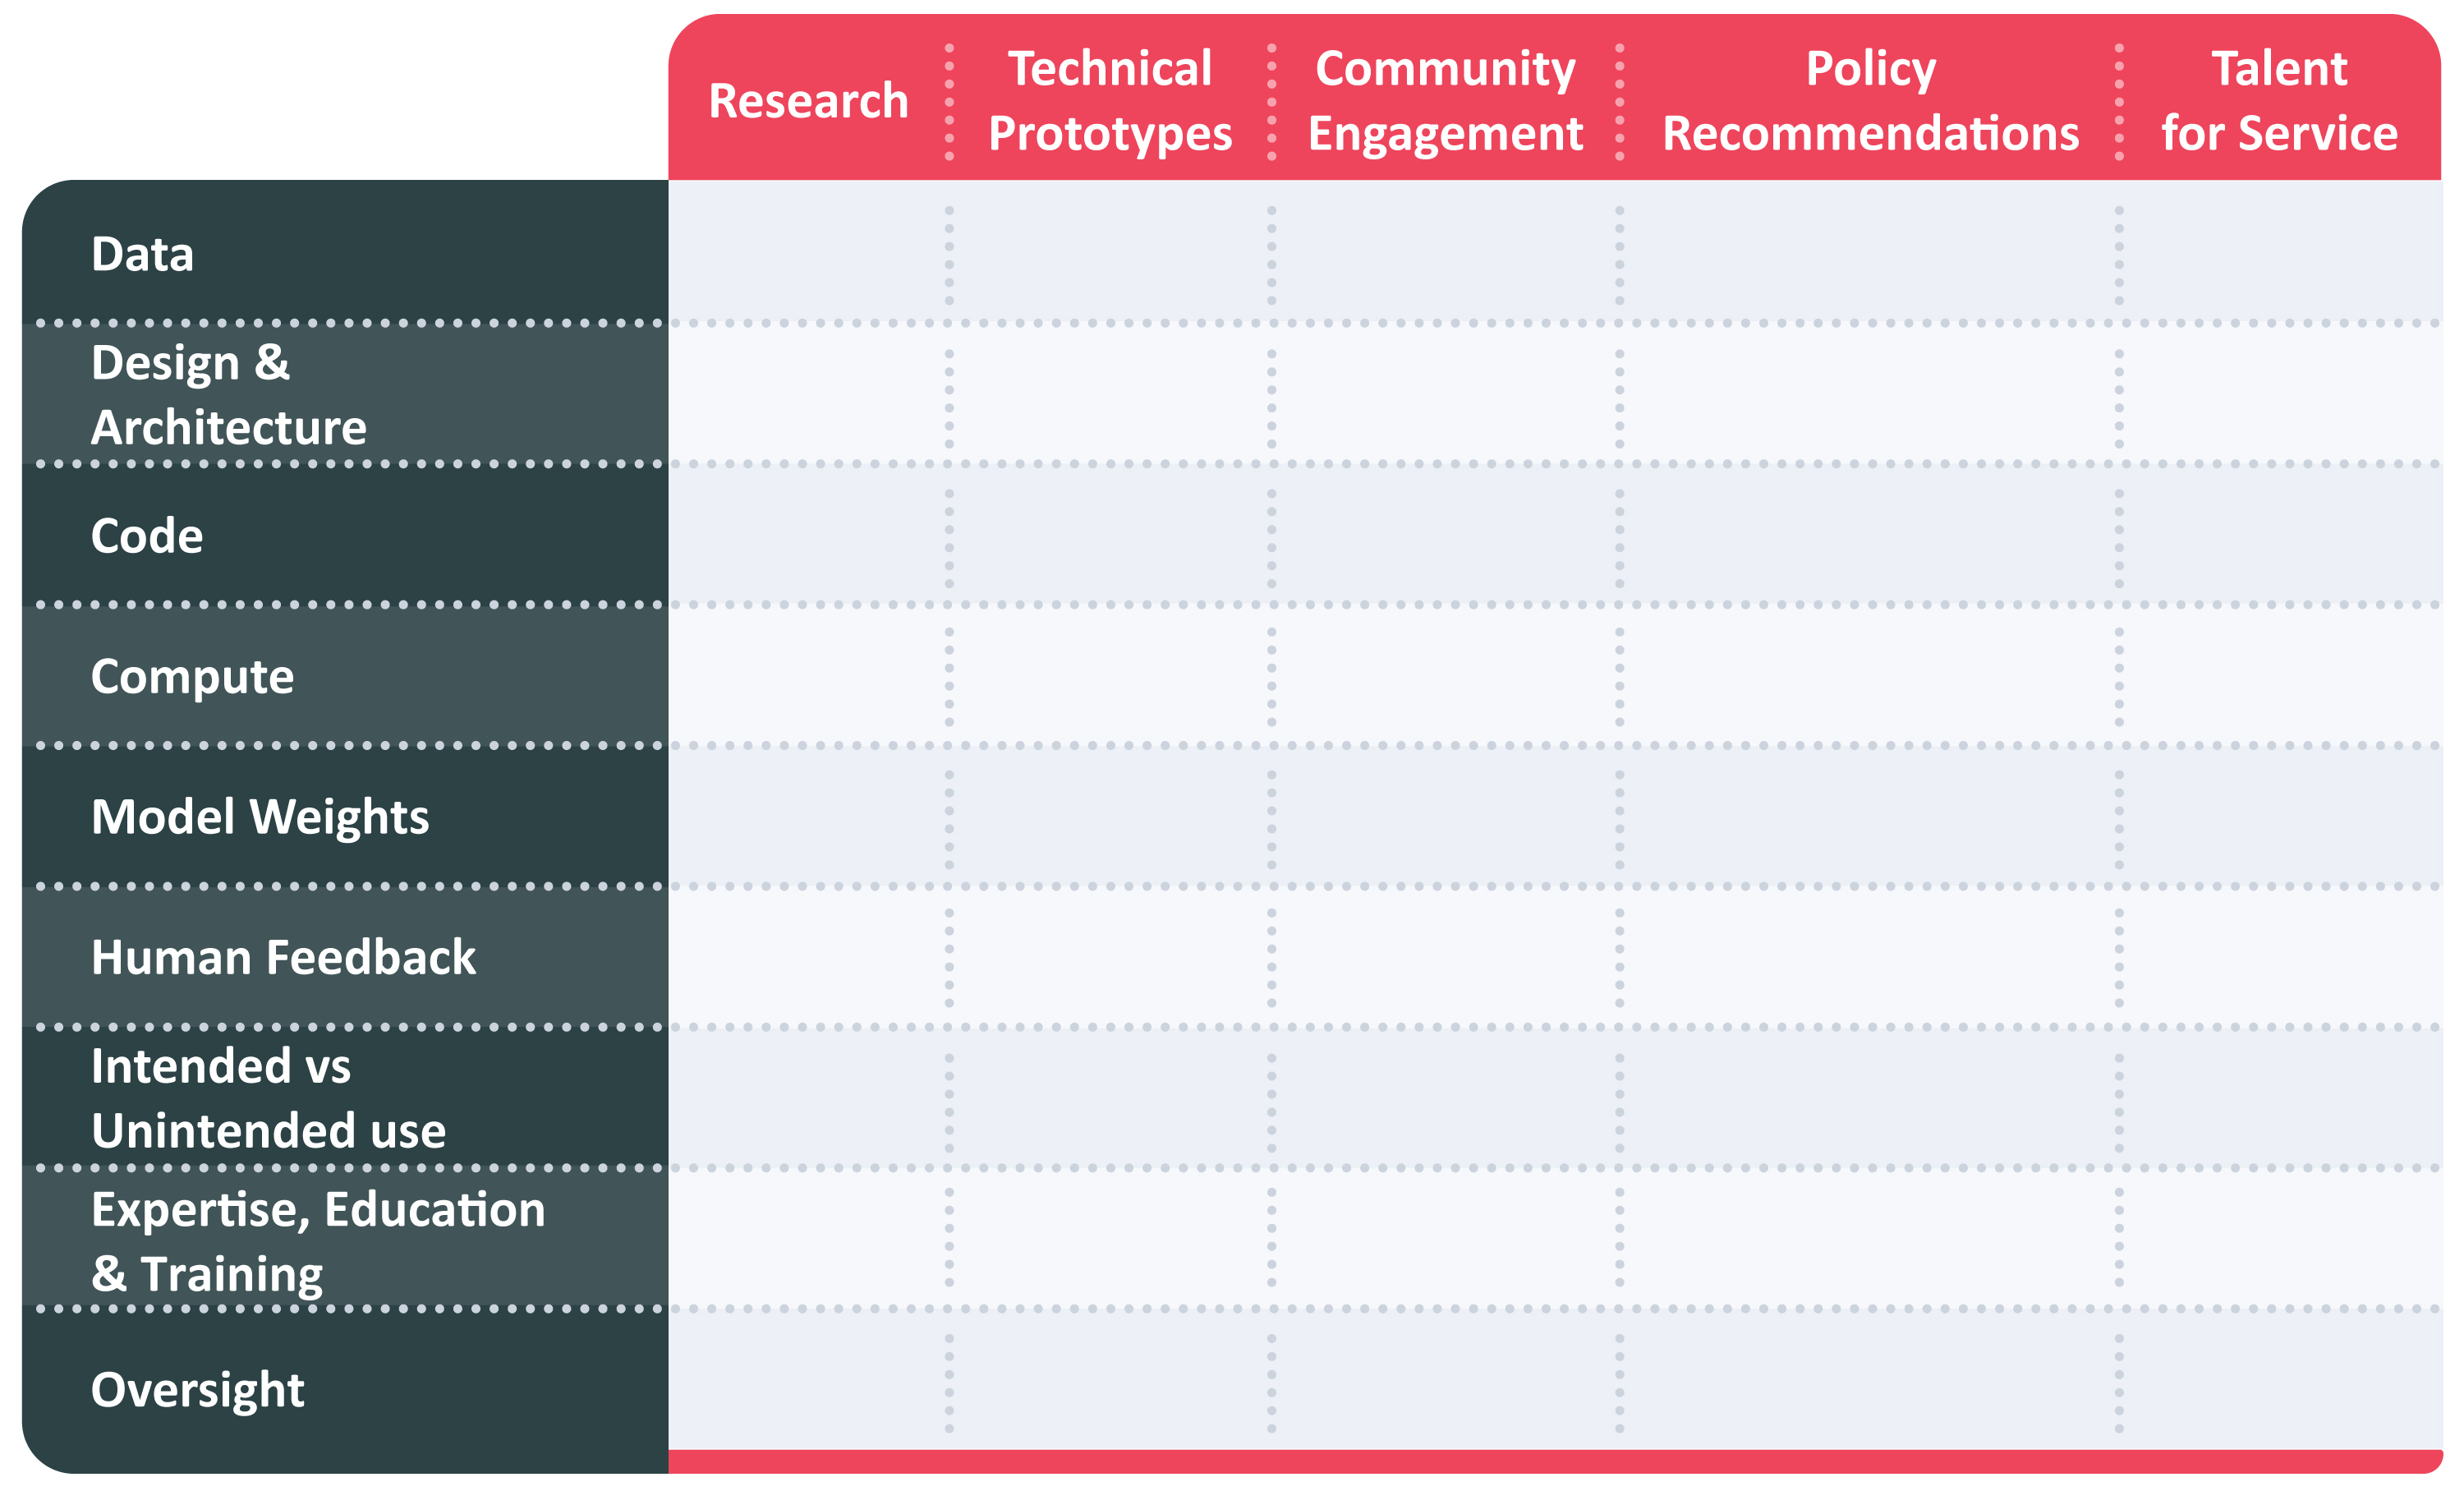 Research
Technical
Prototypes
Community
Engagement
Policy
Recommendations
Talent
for Service
Data
Design &
Architecture
Code
Compute
Model Weights
Human Feedback
Intended vs
Unintended use
Expertise, Education
& Training
Oversight